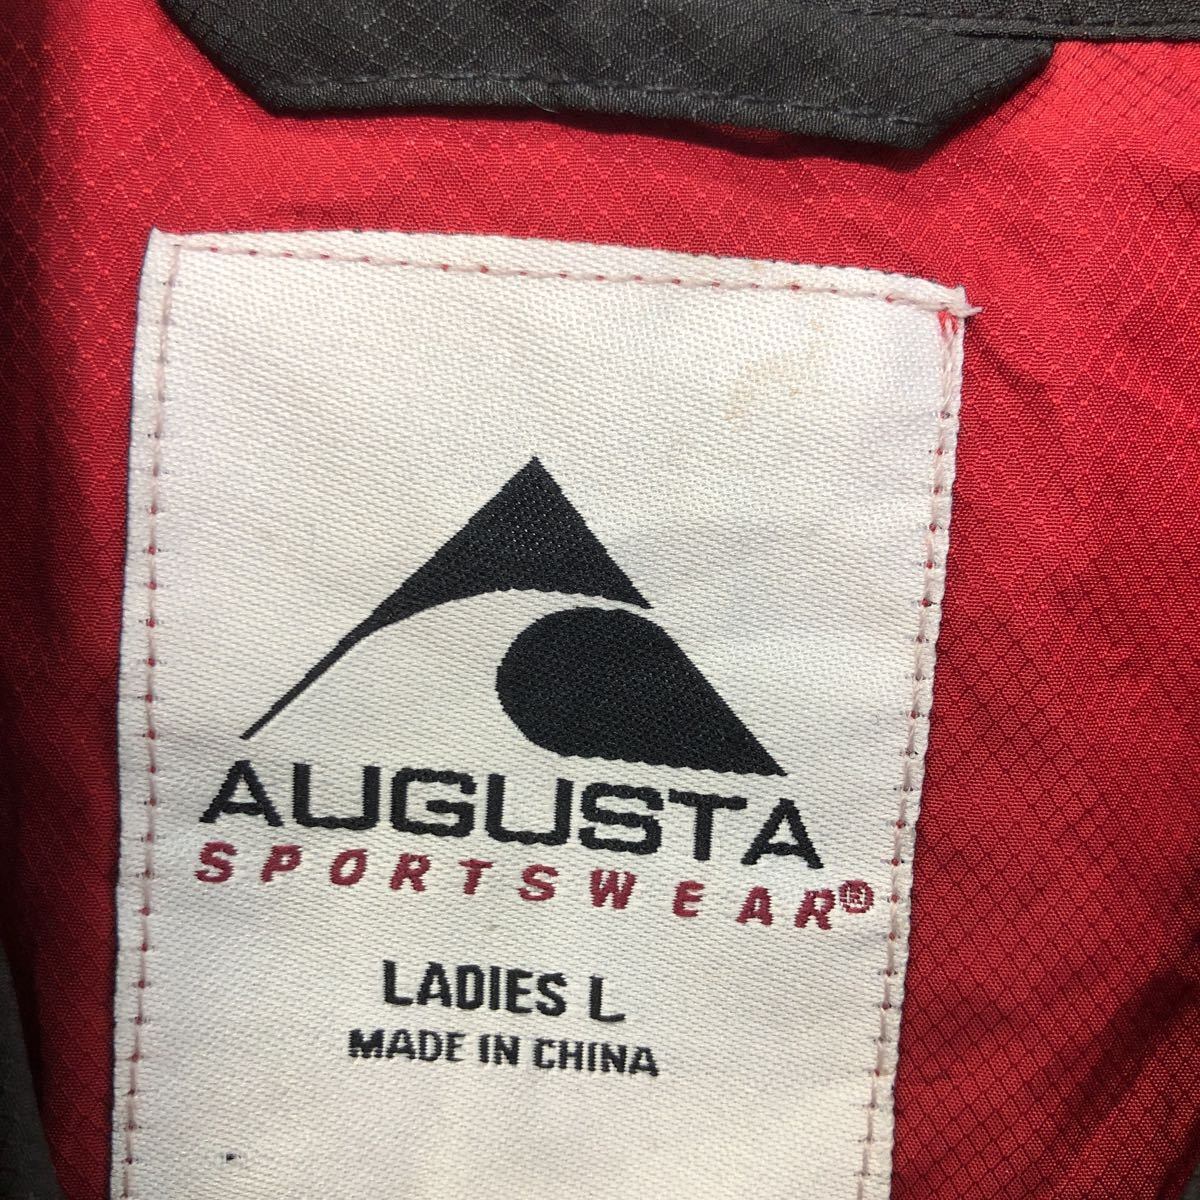 AUGUSTA
SPORTSWEAR®
LADIES L
MADE IN CHINA